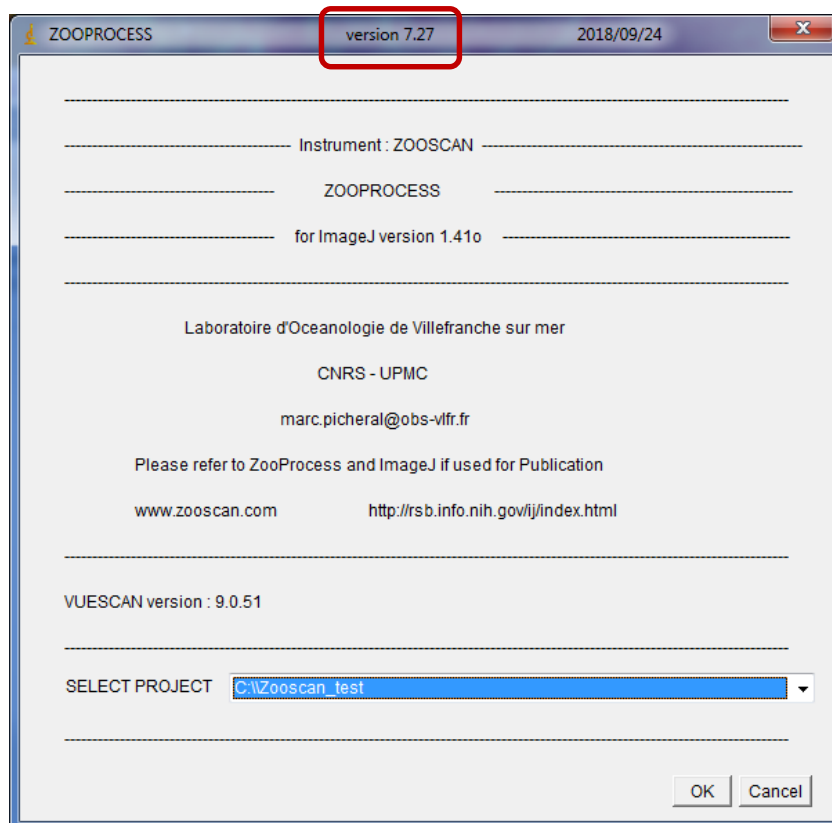 ZOOPROCESS version 7.27 2018/09/24 X
Instrument : ZOOSCAN
ZOOPROCESS
for ImageJ version 1.41o
Laboratoire d'Oceanologie de Villefranche sur mer
CNRS - UPMC
marc.picheral@obs-vlfr.fr
Please refer to ZooProcess and ImageJ if used for Publication
www.zooscan.com http://rsb.info.nih.gov/ij/index.html
VUESCAN version : 9.0.51
SELECT PROJECT C:\\Zooscan_test
OK Cancel